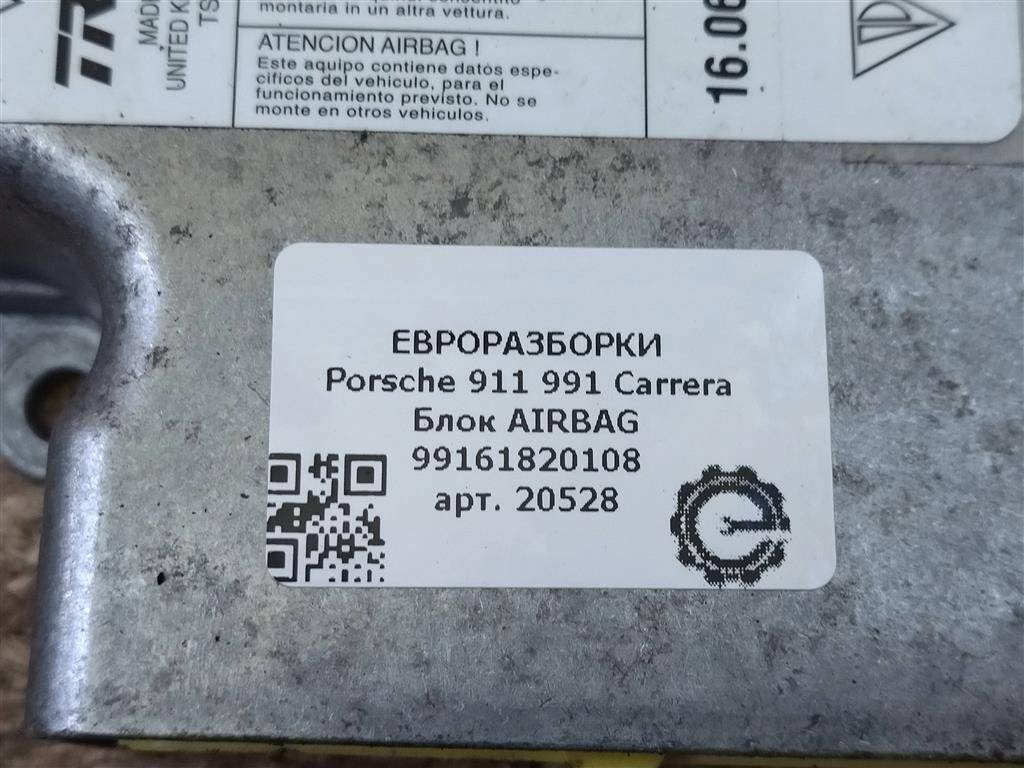 montaria in un altra vettura.
ATENCION AIRBAG !
Este equipo contiene datos espe-
cificos del vehiculo, para el
funcionamiento previsto. No se
monte en otros vehiculos.
TR
MADE
UNITED K
TS
16.06
ЕВРОРАЗБОРКИ
Porsche 911 991 Carrera
Блок AIRBAG
99161820108
арт. 20528